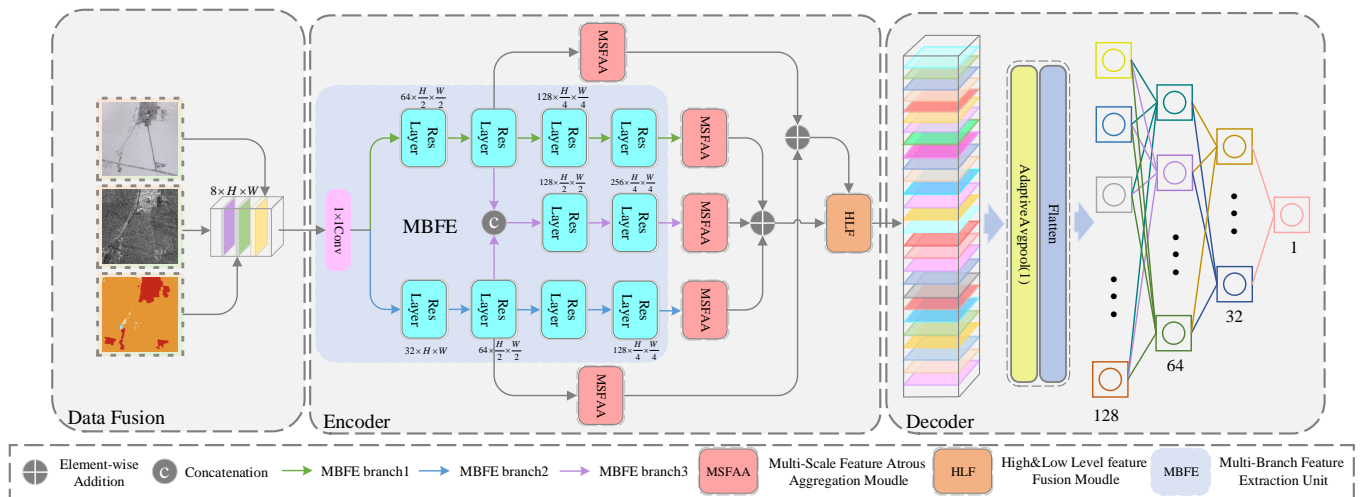 8×H×W
Data Fusion
1×1Conv
MBFE
64×H/2×W/2
Res Layer
Res Layer
128×H/4×W/4
Res Layer
Res Layer
MSFAA
MSFAA
C
128×H/2×W/2
Res Layer
256×H/4×W/4
Res Layer
MSFAA
Res Layer
32×H×W
Res Layer
64×H/2×W/2
Res Layer
Res Layer
128×H/4×W/4
MSFAA
MSFAA
HLF
Encoder
AdaptiveAvgpool(1)
Flatten
128
64
32
1
Decoder
Element-wise
Addition
C
Concatenation
MBFE branch1
MBFE branch2
MBFE branch3
MSFAA
Multi-Scale Feature Atrous
Aggregation Moudle
HLF
High&Low Level feature
Fusion Moudle
MBFE
Multi-Branch Feature
Extraction Unit